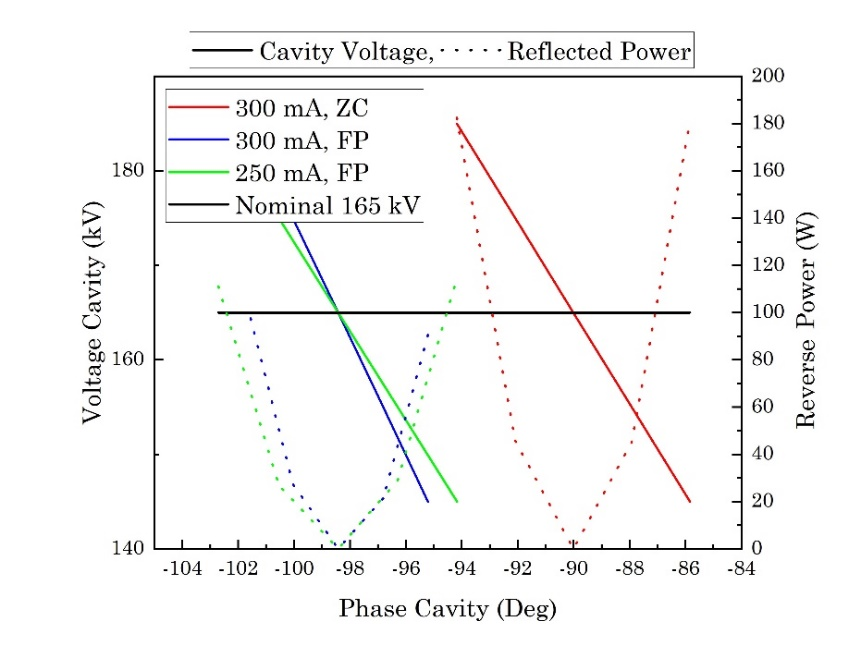 Cavity Voltage, ····· Reflected Power
300 mA, ZC
300 mA, FP
250 mA, FP
Nominal 165 kV
Voltage Cavity (kV)
180
160
140
200
180
160
140
120
100
80
60
40
20
0
Reverse Power (W)
-104 -102 -100 -98 -96 -94 -92 -90 -88 -86 -84
Phase Cavity (Deg)